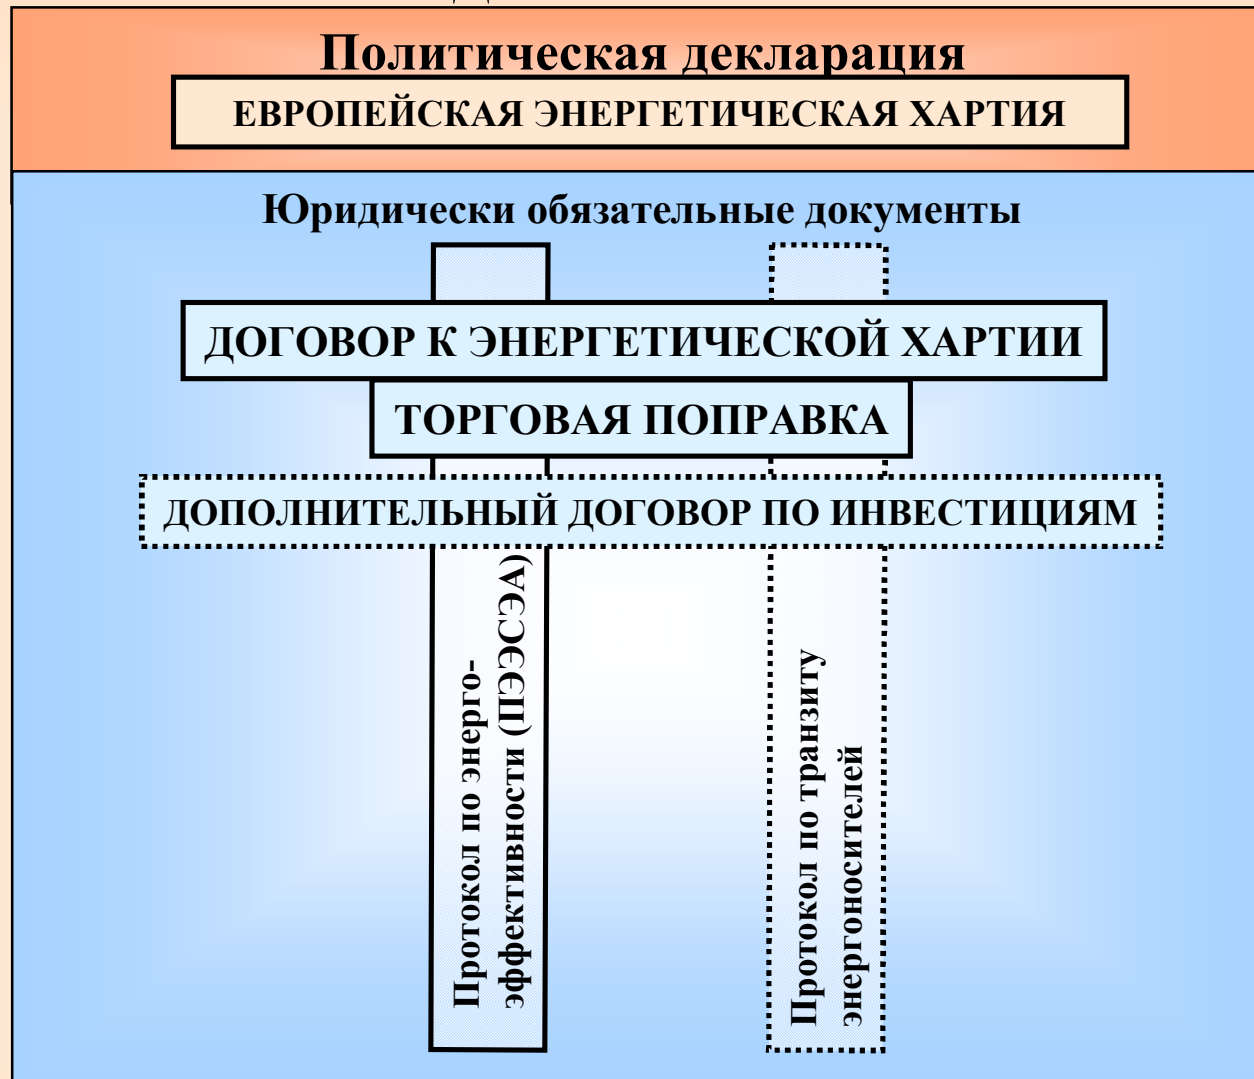 Политическая декларация
ЕВРОПЕЙСКАЯ ЭНЕРГЕТИЧЕСКАЯ ХАРТИЯ
Юридически обязательные документы
ДОГОВОР К ЭНЕРГЕТИЧЕСКОЙ ХАРТИИ
ТОРГОВАЯ ПОПРАВКА
ДОПОЛНИТЕЛЬНЫЙ ДОГОВОР ПО ИНВЕСТИЦИЯМ
Протокол по энерго-
эффективности (ПЭЭСЭА)
Протокол по транзиту
энергоносителей